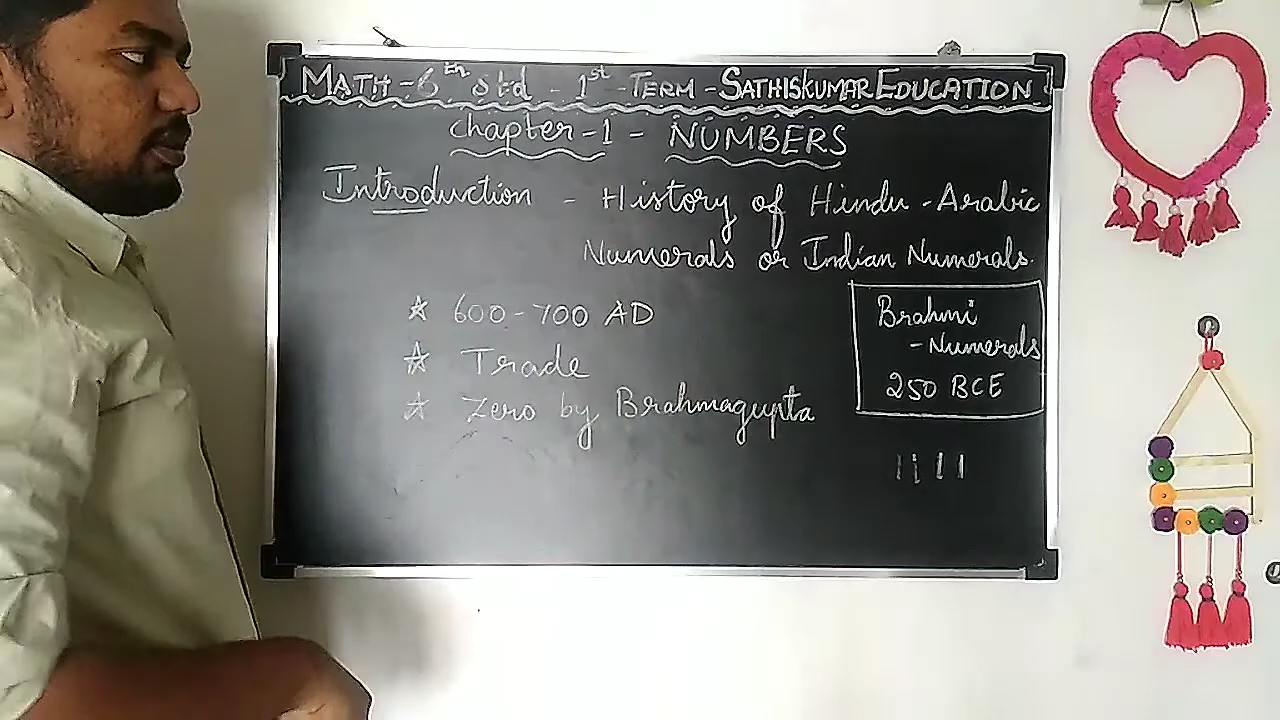 MATH - 6th std - 1st - TERM - SATHISKUMAR EDUCATION
chapter - 1 - NUMBERS
Introduction - History of Hindu - Arabic
Numerals or Indian Numerals.
☆ 600 - 700 AD
☆ Trade
☆ Zero by Brahmagupta
Brahmi
- Numerals
250 BCE
| | | |